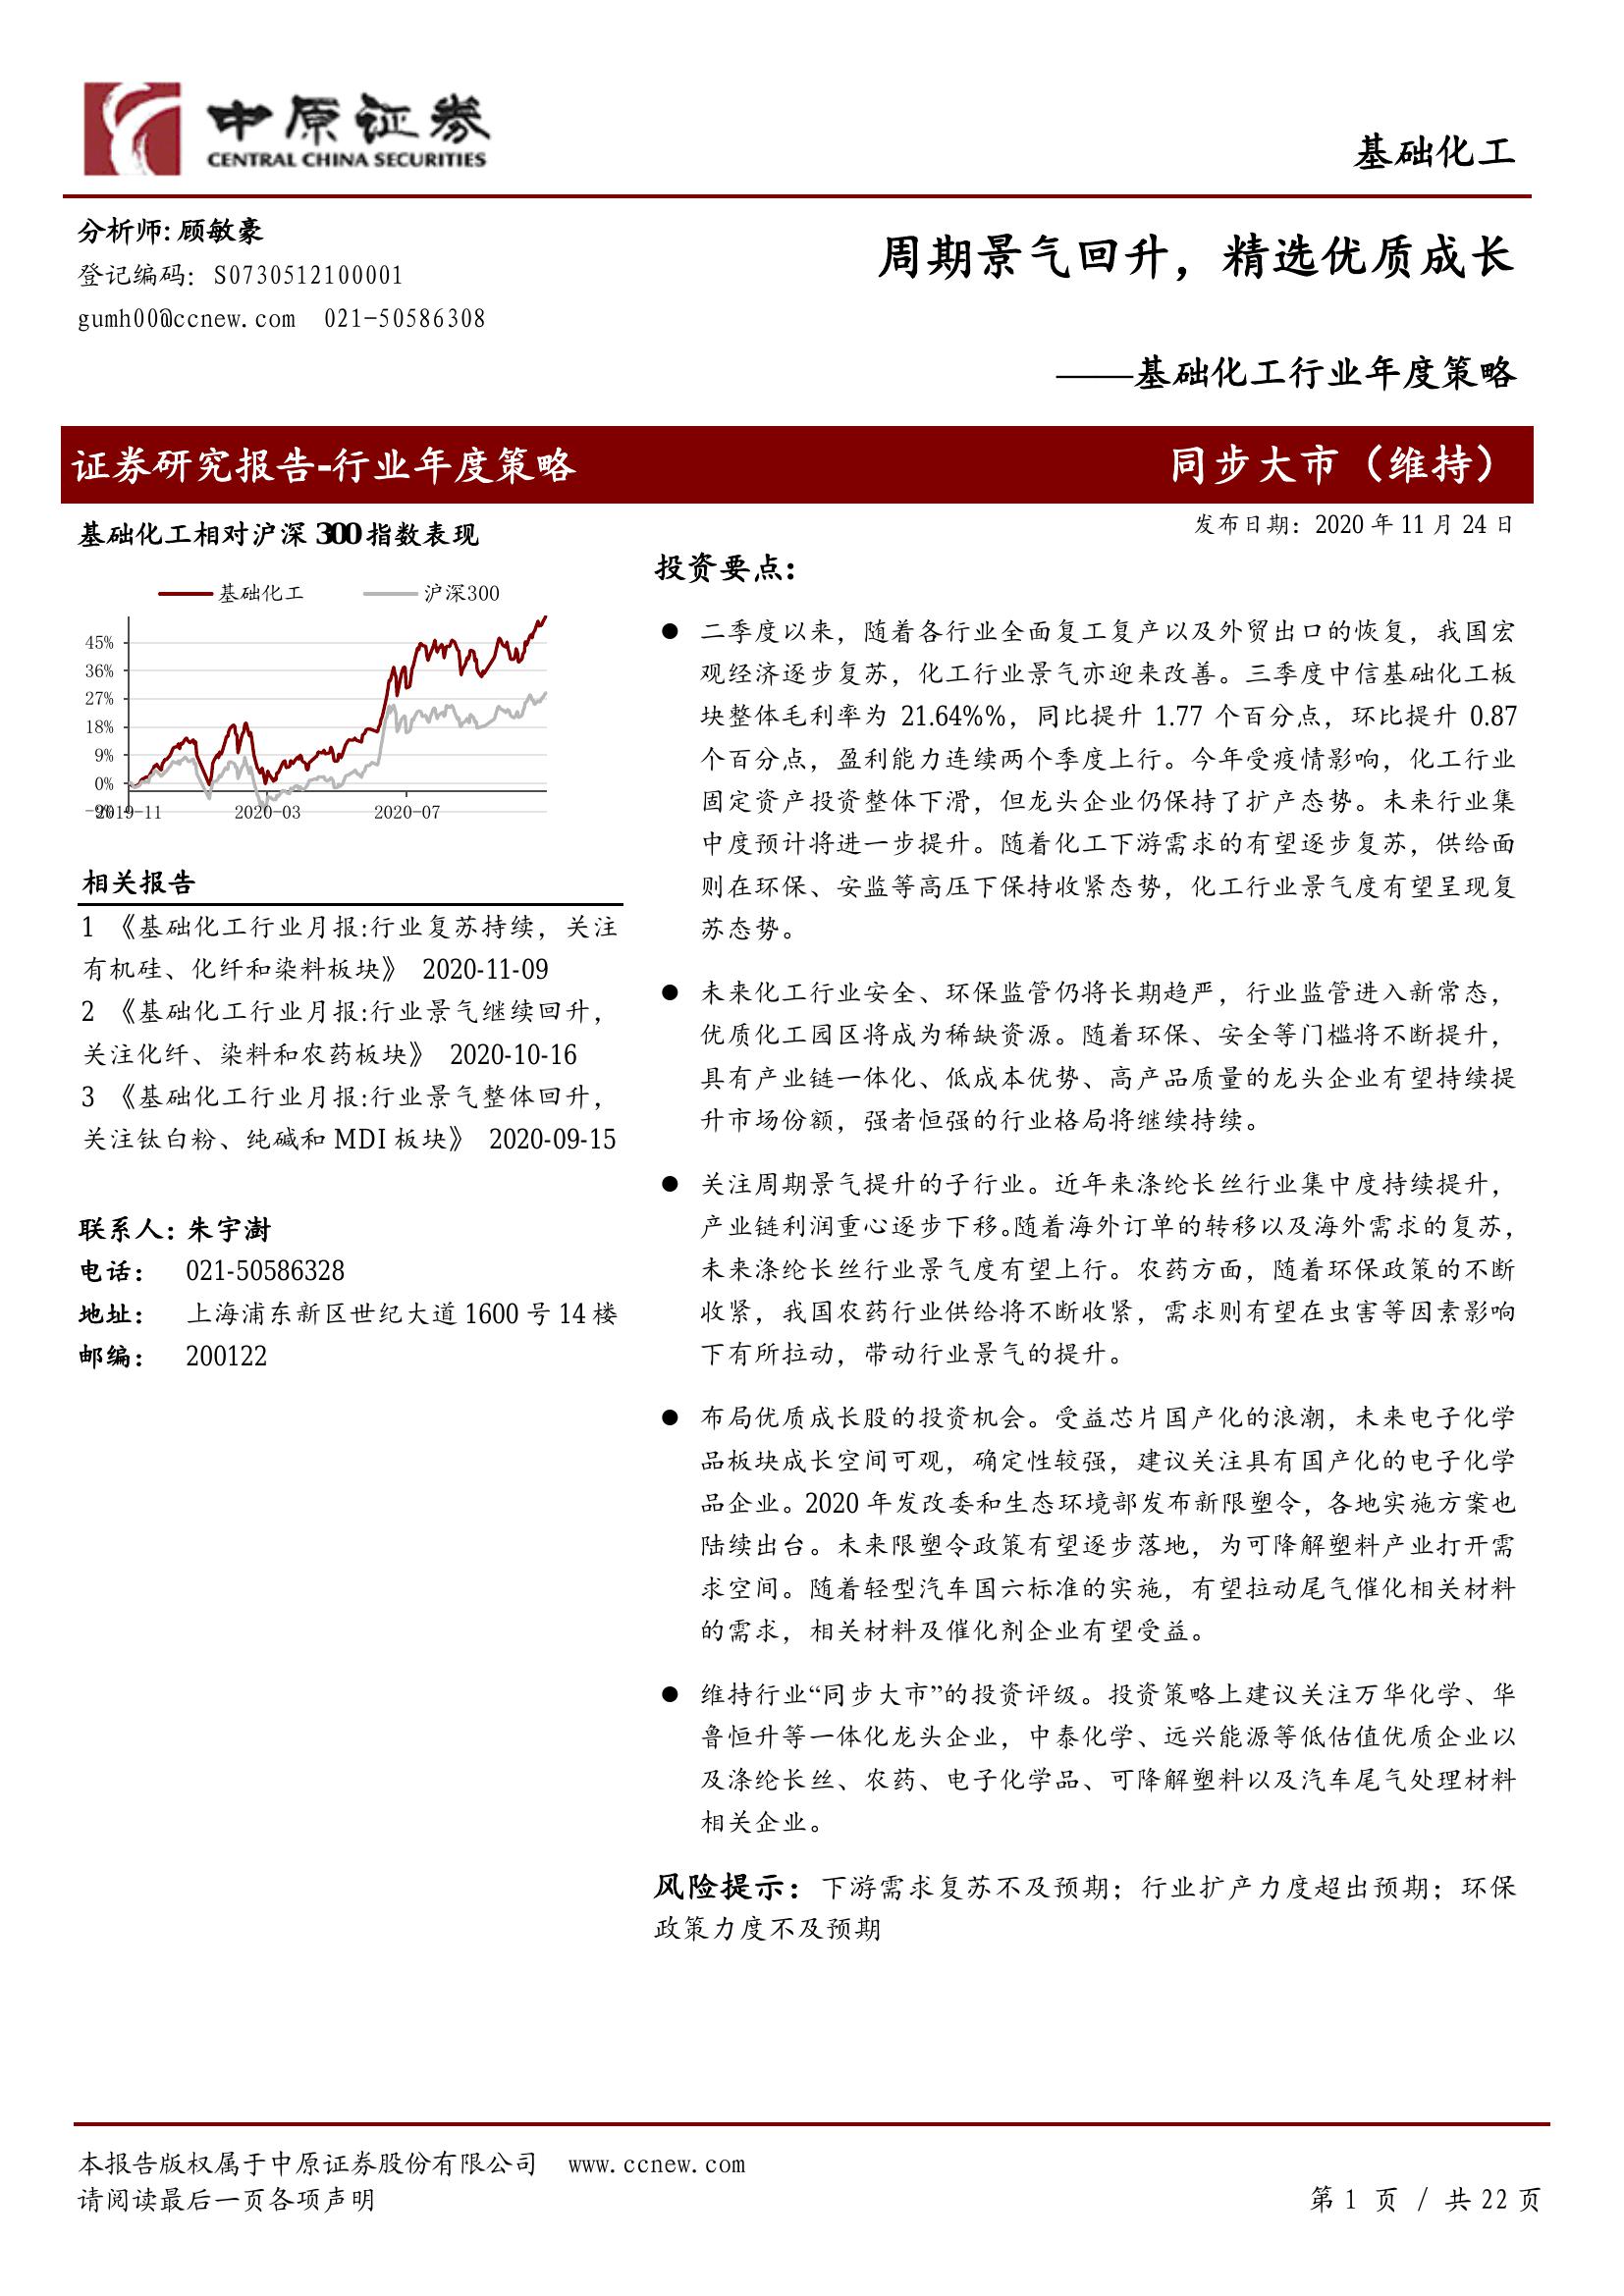 中原证券
CENTRAL CHINA SECURITIES
基础化工
分析师:顾敏豪
登记编码：S0730512100001
gumh00@ccnew.com 021-50586308
周期景气回升，精选优质成长
——基础化工行业年度策略
证券研究报告-行业年度策略
同步大市（维持）
基础化工相对沪深 300 指数表现
基础化工
沪深300
45%
36%
27%
18%
9%
0%
-9%
2019-11
2020-03
2020-07
相关报告
1 《基础化工行业月报:行业复苏持续，关注
有机硅、化纤和染料板块》 2020-11-09
2 《基础化工行业月报:行业景气继续回升，
关注化纤、染料和农药板块》 2020-10-16
3 《基础化工行业月报:行业景气整体回升，
关注钛白粉、纯碱和 MDI 板块》 2020-09-15
联系人: 朱宇澍
电话： 021-50586328
地址： 上海浦东新区世纪大道 1600 号 14 楼
邮编： 200122
发布日期：2020 年 11 月 24 日
投资要点:
● 二季度以来，随着各行业全面复工复产以及外贸出口的恢复，我国宏
观经济逐步复苏，化工行业景气亦迎来改善。三季度中信基础化工板
块整体毛利率为 21.64%%，同比提升 1.77 个百分点，环比提升 0.87
个百分点，盈利能力连续两个季度上行。今年受疫情影响，化工行业
固定资产投资整体下滑，但龙头企业仍保持了扩产态势。未来行业集
中度预计将进一步提升。随着化工下游需求的有望逐步复苏，供给面
则在环保、安监等高压下保持收紧态势，化工行业景气度有望呈现复
苏态势。
● 未来化工行业安全、环保监管仍将长期趋严，行业监管进入新常态，
优质化工园区将成为稀缺资源。随着环保、安全等门槛将不断提升，
具有产业链一体化、低成本优势、高产品质量的龙头企业有望持续提
升市场份额，强者恒强的行业格局将继续持续。
● 关注周期景气提升的子行业。近年来涤纶长丝行业集中度持续提升，
产业链利润重心逐步下移。随着海外订单的转移以及海外需求的复苏，
未来涤纶长丝行业景气度有望上行。农药方面，随着环保政策的不断
收紧，我国农药行业供给将不断收紧，需求则有望在虫害等因素影响
下有所拉动，带动行业景气的提升。
● 布局优质成长股的投资机会。受益芯片国产化的浪潮，未来电子化学
品板块成长空间可观，确定性较强，建议关注具有国产化的电子化学
品企业。2020 年发改委和生态环境部发布新限塑令，各地实施方案也
陆续出台。未来限塑令政策有望逐步落地，为可降解塑料产业打开需
求空间。随着轻型汽车国六标准的实施，有望拉动尾气催化相关材料
的需求，相关材料及催化剂企业有望受益。
● 维持行业“同步大市”的投资评级。投资策略上建议关注万华化学、华
鲁恒升等一体化龙头企业，中泰化学、远兴能源等低估值优质企业以
及涤纶长丝、农药、电子化学品、可降解塑料以及汽车尾气处理材料
相关企业。
风险提示：下游需求复苏不及预期；行业扩产力度超出预期；环保
政策力度不及预期
本报告版权属于中原证券股份有限公司 www.ccnew.com
请阅读最后一页各项声明
第 1 页 / 共 22 页